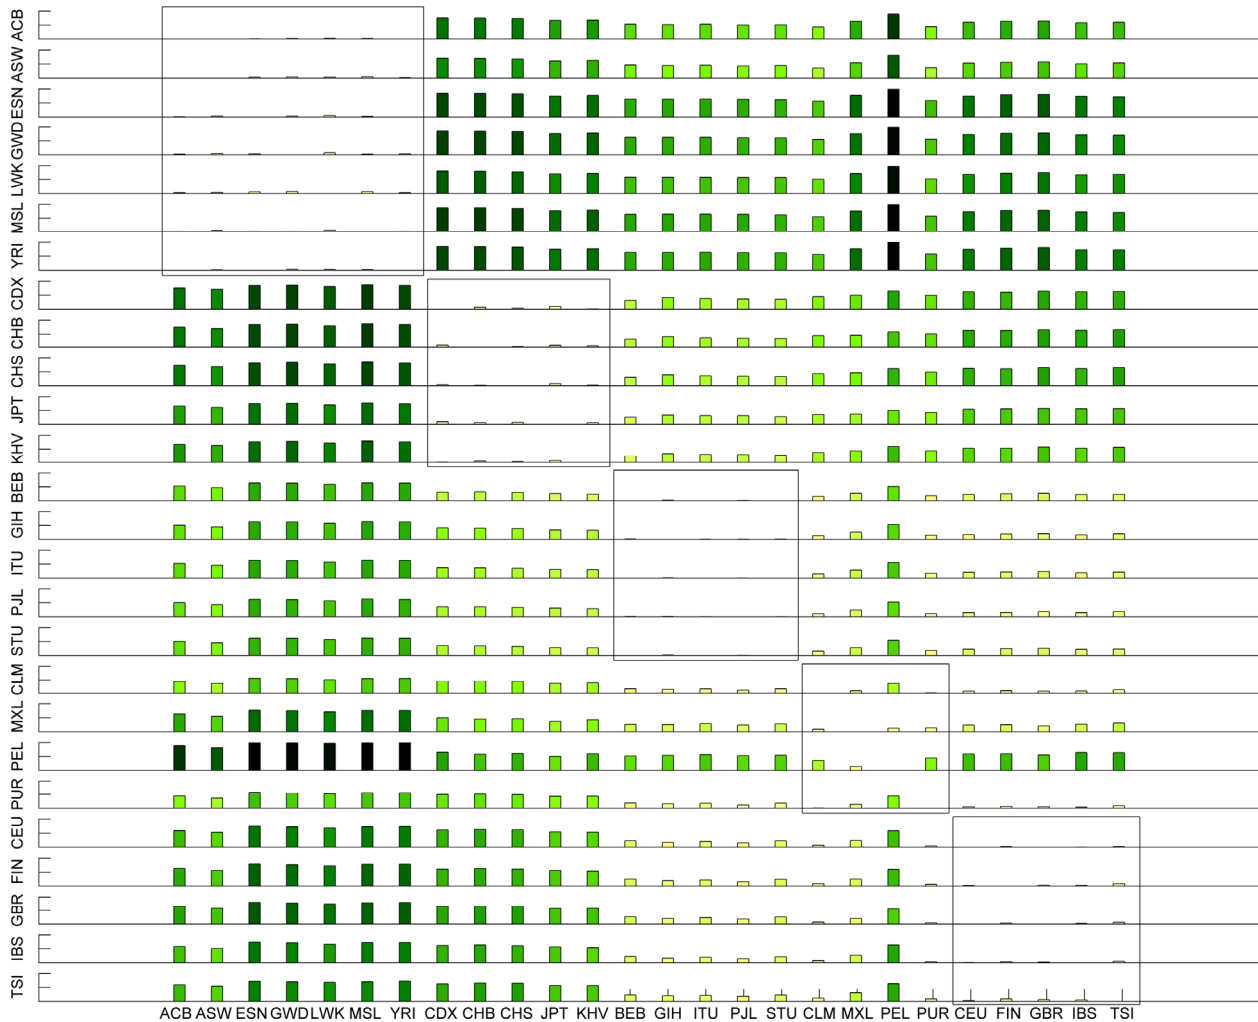 ACB
ASW
ESN
GWD
LWK
MSL
YRI
CDX
CHB
CHS
JPT
KHV
BEB
GIH
ITU
PJL
STU
CLM
MXL
PEL
PUR
CEU
FIN
GBR
IBS
TSI
ACB ASW ESN GWD LWK MSL YRI CDX CHB CHS JPT KHV BEB GIH ITU PJL STU CLM MXL PEL PUR CEU FIN GBR IBS TSI